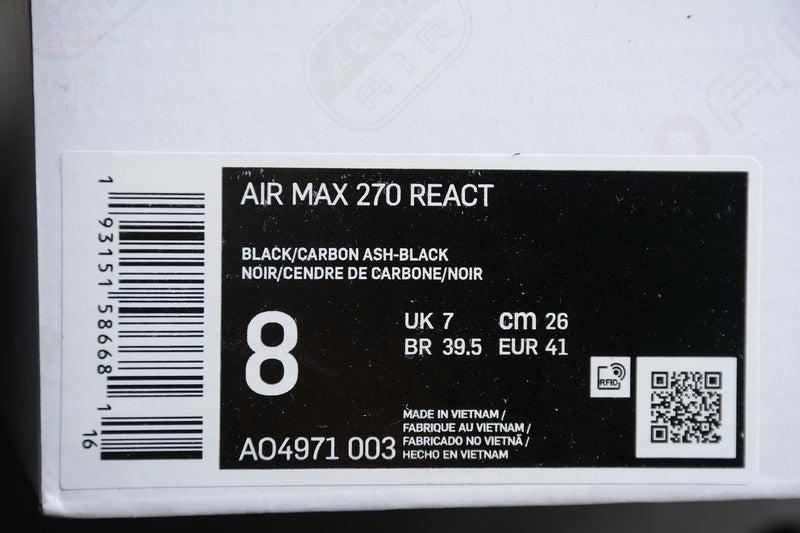 ZOOM
AIR
AIR MAX 270 REACT
BLACK/CARBON ASH-BLACK
NOIR/CENDRE DE CARBONE/NOIR
8
UK 7 cm 26
BR 39.5 EUR 41
RFID
MADE IN VIETNAM /
FABRIQUE AU VIETNAM /
FABRICADO NO VIETNÃ /
HECHO EN VIETNAM
AO4971 003
1 93151 58668 1
16